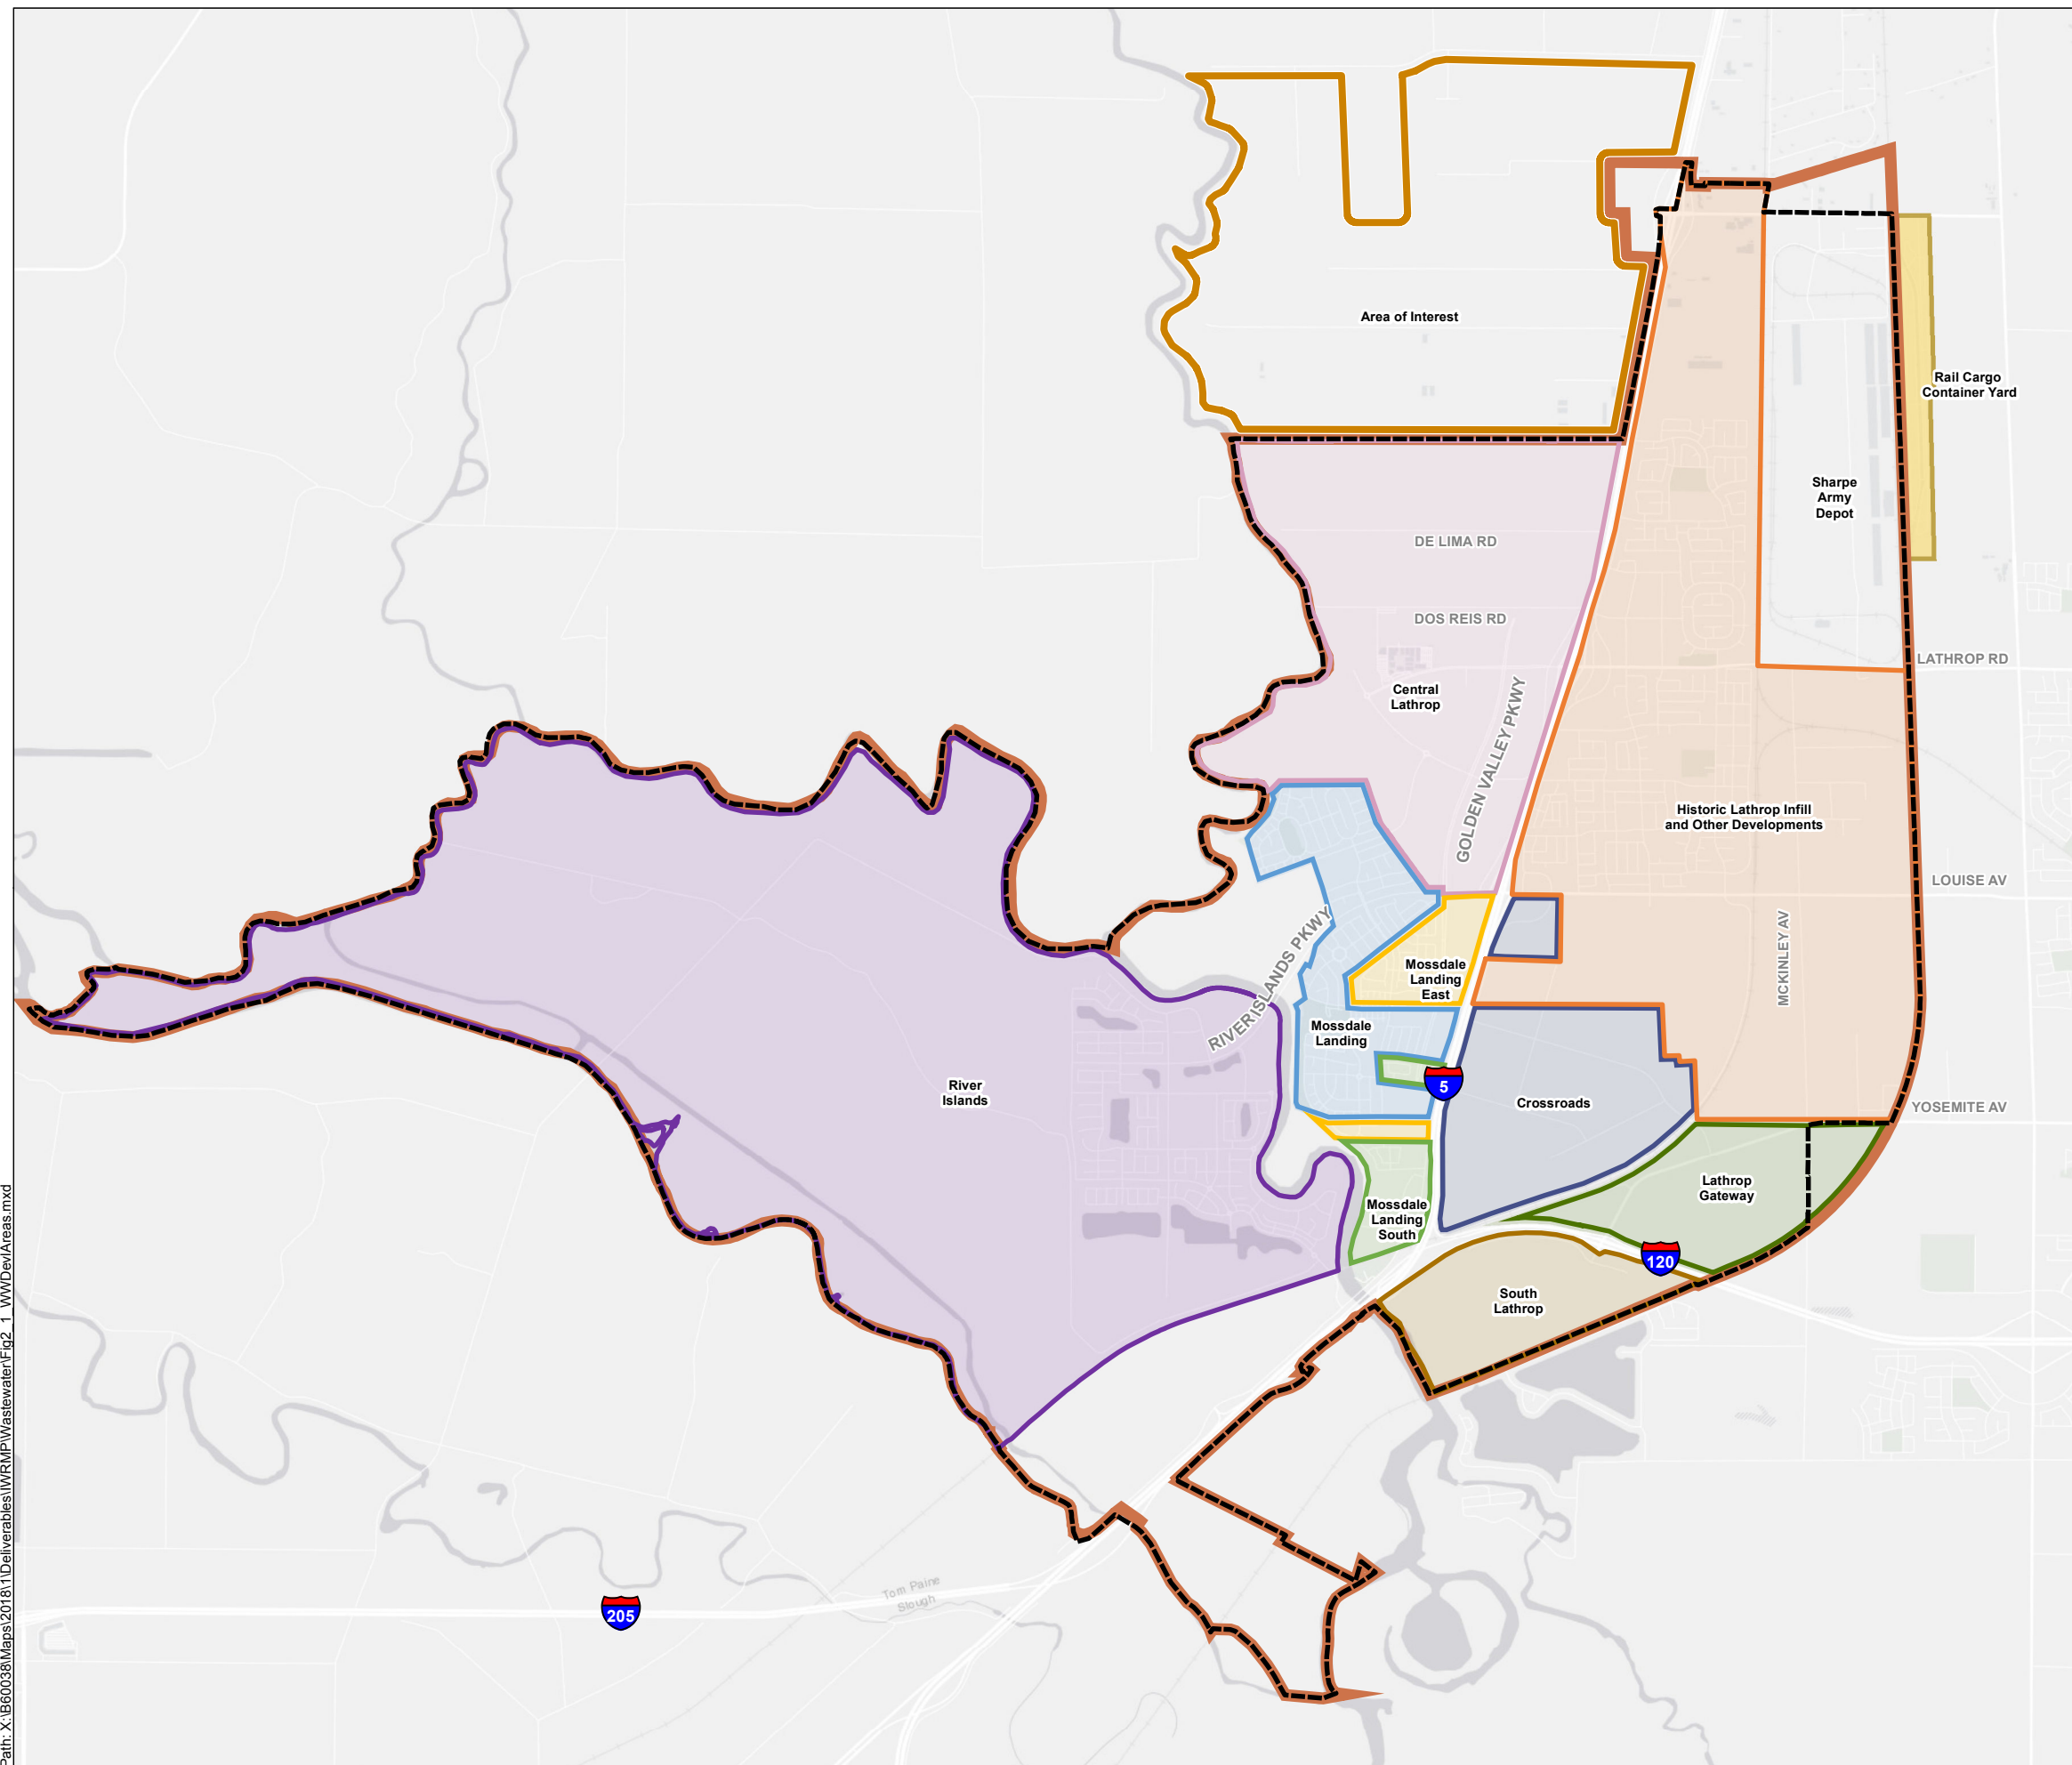 Area of Interest
Rail Cargo
Container Yard
Sharpe
Army
Depot
DE LIMA RD
DOS REIS RD
LATHROP RD
Central
Lathrop
GOLDEN VALLEY PKWY
Historic Lathrop Infill
and Other Developments
LOUISE AV
MCKINLEY AV
RIVER ISLANDS PKWY
Mossdale
Landing
East
Mossdale
Landing
River
Islands
5
Crossroads
YOSEMITE AV
Lathrop
Gateway
Mossdale
Landing
South
120
South
Lathrop
Tom Paine
Slough
205
Path: X:\B60038\Maps\2018\1\Deliverables\IWRMP\Wastewater\Fig2_1_WWDevlAreas.mxd